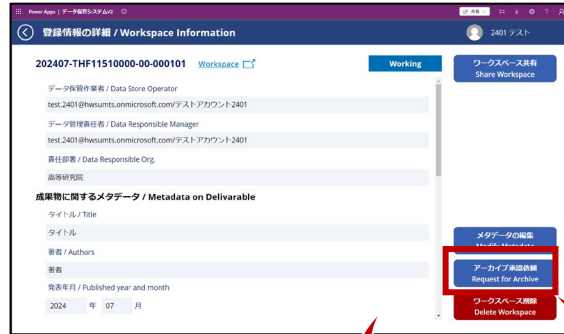 Power Apps | データ保管システムV2
共有
登録情報の詳細 / Workspace Information
2401 テスト
202407-THF11510000-00-000101 Workspace
Working
ワークスペース共有
Share Workspace
データ保管作業者 / Data Store Operator
test.2401@hwsumts.onmicrosoft.com/テストアカウント2401
データ管理責任者 / Data Responsible Manager
test.2401@hwsumts.onmicrosoft.com/テストアカウント2401
責任部署 / Data Responsible Org.
高等研究院
成果物に関するメタデータ / Metadata on Delivarable
タイトル / Title
タイトル
メタデータの編集
Modify Metadata
著者 / Authors
著者
アーカイブ承認依頼
Request for Archive
発表年月 / Published year and month
2024 年 07 月
ワークスペース削除
Delete Workspace